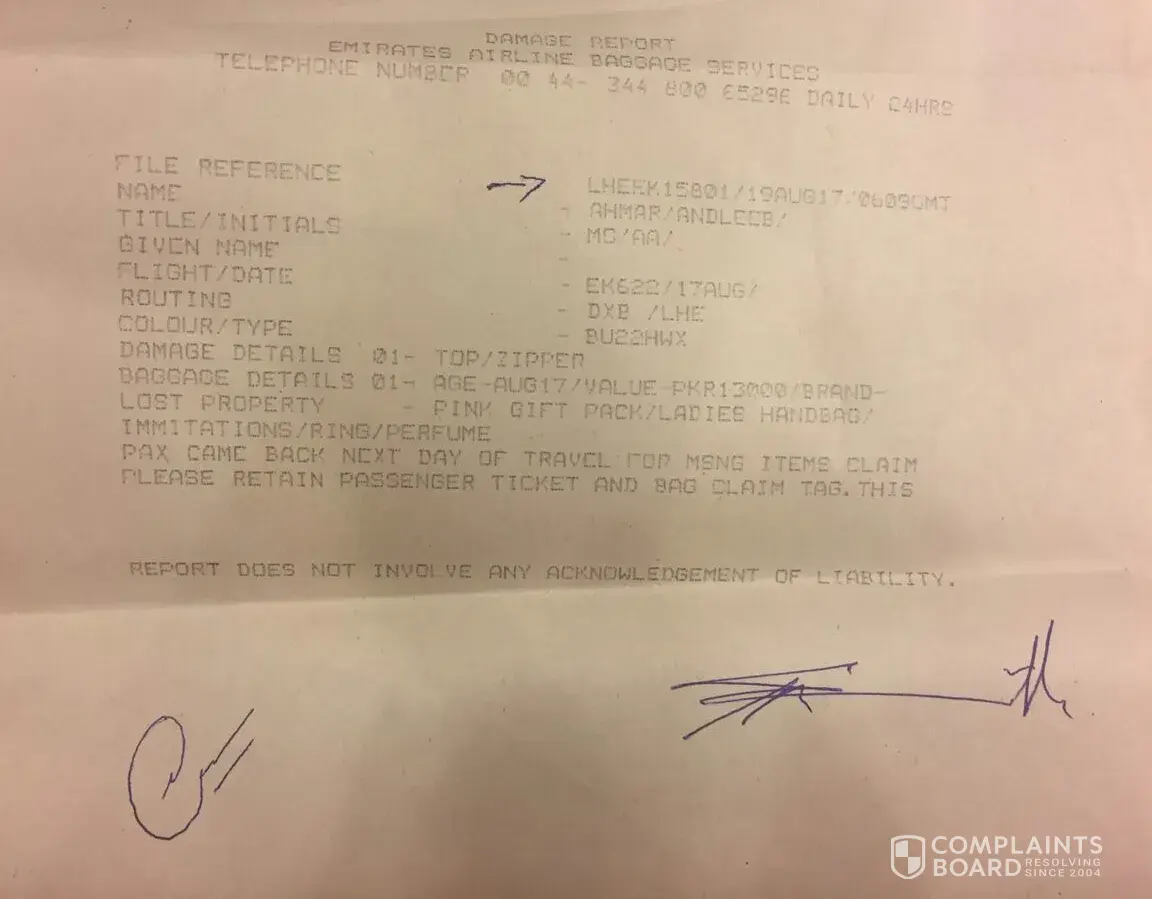 DAMAGE REPORT
EMIRATES AIRLINE BAGGAGE SERVICES
TELEPHONE NUMBER 00 44- 344 800 DAILY 24HRS
FILE REFERENCE → LHEEK15801/19AUG17/0609GMT
NAME - AHMAR/ANDLEEB/
TITLE/INITIALS - MS/AA/
GIVEN NAME -
FLIGHT/DATE - EK622/17AUG/
ROUTING - DXB /LHE
COLOUR/TYPE - BU22HWX
DAMAGE DETAILS 01- TOP/ZIPPER
BAGGAGE DETAILS 01- AGE-AUG17/VALUE-PKR13000/BRAND-
LOST PROPERTY - PINK GIFT PACK/LADIES HANDBAG/
IMMITATIONS/RING/PERFUME
PAX CAME BACK NEXT DAY OF TRAVEL FOR MSNG ITEMS CLAIM
PLEASE RETAIN PASSENGER TICKET AND BAG CLAIM TAG. THIS
REPORT DOES NOT INVOLVE ANY ACKNOWLEDGEMENT OF LIABILITY.
COMPLAINTS
BOARD RESOLVING
SINCE 2004